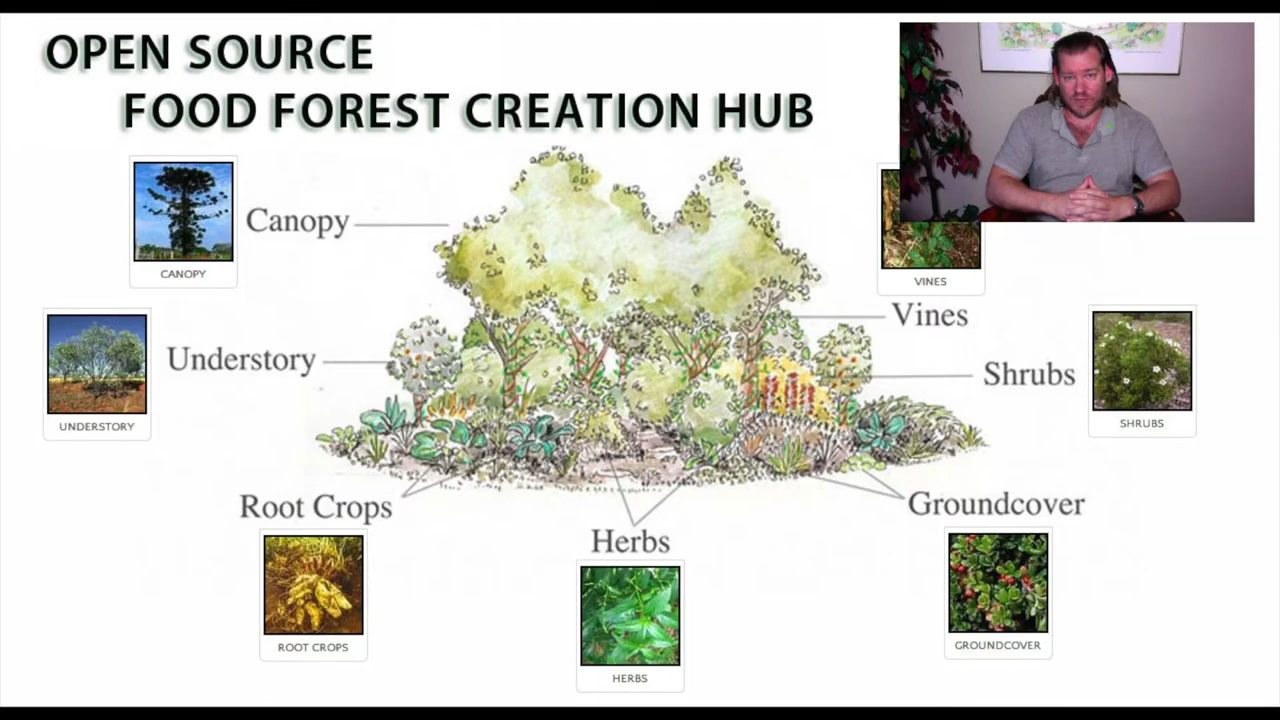 OPEN SOURCE
FOOD FOREST CREATION HUB
CANOPY
Canopy
VINES
Vines
UNDERSTORY
Understory
Shrubs
SHRUBS
Root Crops
ROOT CROPS
Herbs
HERBS
Groundcover
GROUNDCOVER